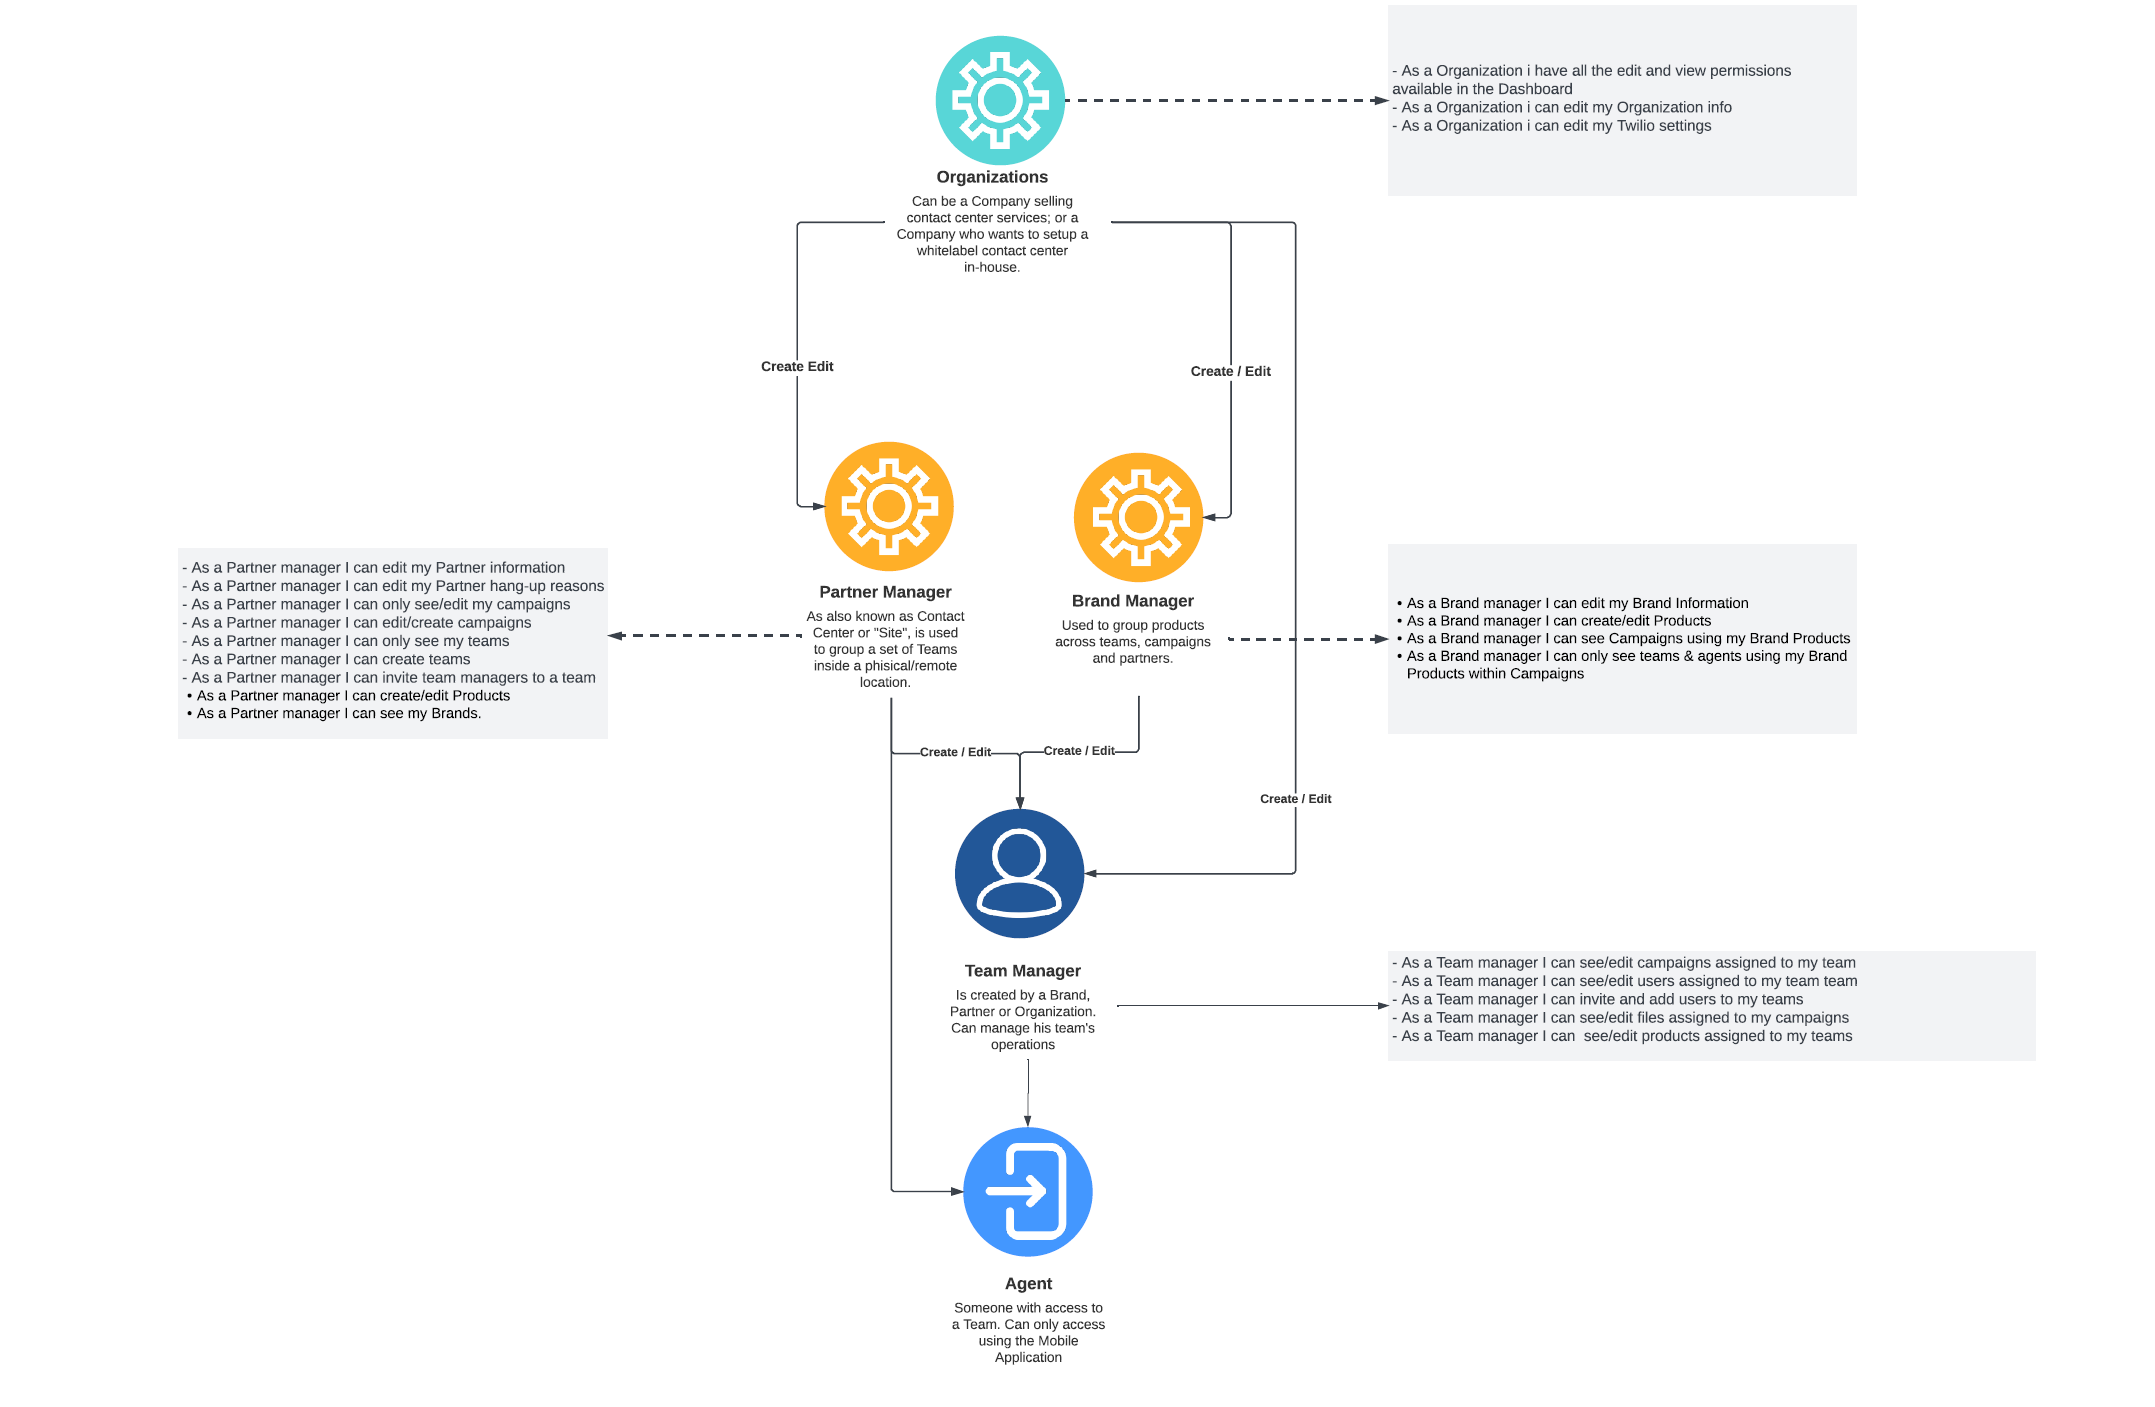 - As a Organization i have all the edit and view permissions
available in the Dashboard
- As a Organization i can edit my Organization info
- As a Organization i can edit my Twilio settings
Organizations
Can be a Company selling
contact center services; or a
Company who wants to setup a
whitelabel contact center
in-house.
Create Edit
Create / Edit
- As a Partner manager I can edit my Partner information
- As a Partner manager I can edit my Partner hang-up reasons
- As a Partner manager I can only see/edit my campaigns
- As a Partner manager I can edit/create campaigns
- As a Partner manager I can only see my teams
- As a Partner manager I can create teams
- As a Partner manager I can invite team managers to a team
• As a Partner manager I can create/edit Products
• As a Partner manager I can see my Brands.
Partner Manager
As also known as Contact
Center or "Site", is used
to group a set of Teams
inside a phisical/remote
location.
Brand Manager
Used to group products
across teams, campaigns
and partners.
• As a Brand manager I can edit my Brand Information
• As a Brand manager I can create/edit Products
• As a Brand manager I can see Campaigns using my Brand Products
• As a Brand manager I can only see teams & agents using my Brand
Products within Campaigns
Create / Edit
Create / Edit
Create / Edit
Team Manager
Is created by a Brand,
Partner or Organization.
Can manage his team's
operations
- As a Team manager I can see/edit campaigns assigned to my team
- As a Team manager I can see/edit users assigned to my team team
- As a Team manager I can invite and add users to my teams
- As a Team manager I can see/edit files assigned to my campaigns
- As a Team manager I can  see/edit products assigned to my teams
Agent
Someone with access to
a Team. Can only access
using the Mobile
Application